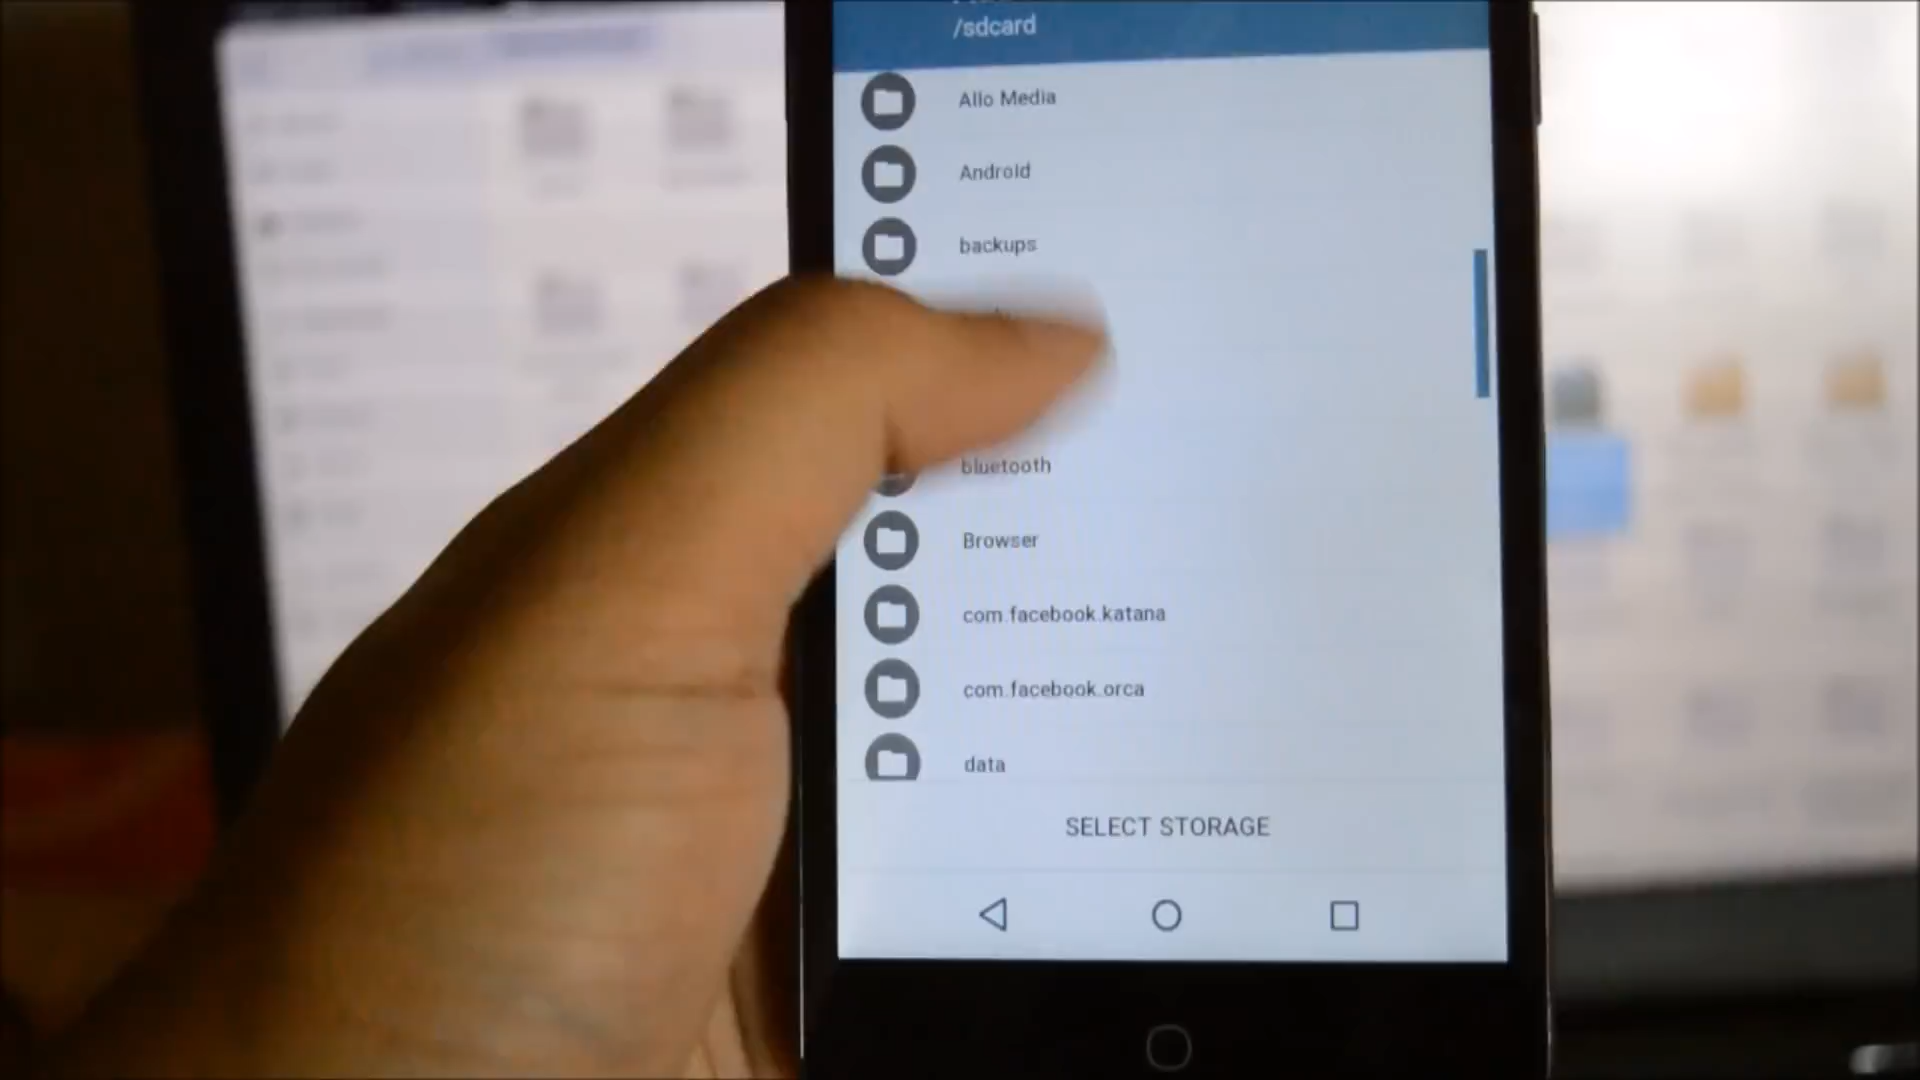 /sdcard
Allo Media
Android
backups
bluetooth
Browser
com.facebook.katana
com.facebook.orca
data
SELECT STORAGE